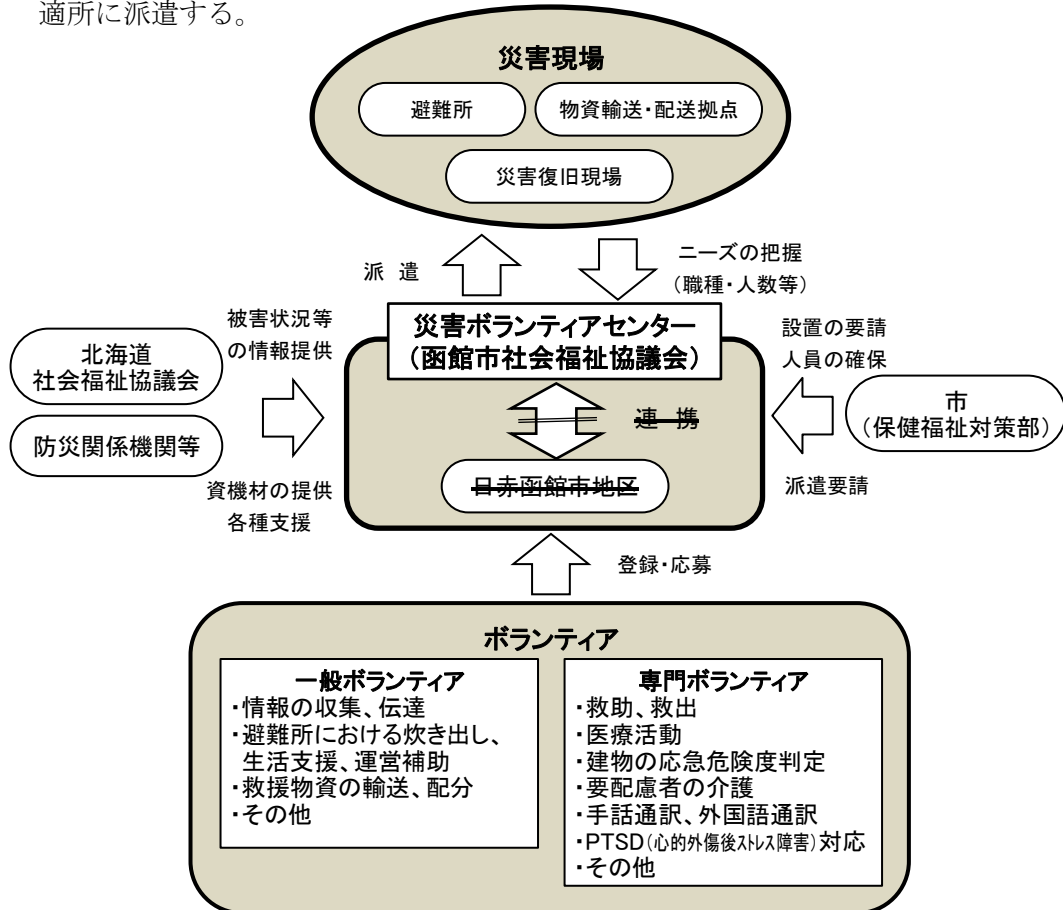 適所に派遣する。
災害現場
避難所
物資輸送・配送拠点
災害復旧現場
派 遣
ニーズの把握
（職種・人数等）
災害ボランティアセンター
（函館市社会福祉協議会）
被害状況等
の情報提供
北海道
社会福祉協議会
防災関係機関等
資機材の提供
各種支援
設置の要請
人員の確保
市
（保健福祉対策部）
派遣要請
連 携
日赤函館市地区
登録・応募
ボランティア
一般ボランティア
・情報の収集、伝達
・避難所における炊き出し、
生活支援、運営補助
・救援物資の輸送、配分
・その他
専門ボランティア
・救助、救出
・医療活動
・建物の応急危険度判定
・要配慮者の介護
・手話通訳、外国語通訳
・PTSD（心的外傷後ストレス障害）対応
・その他